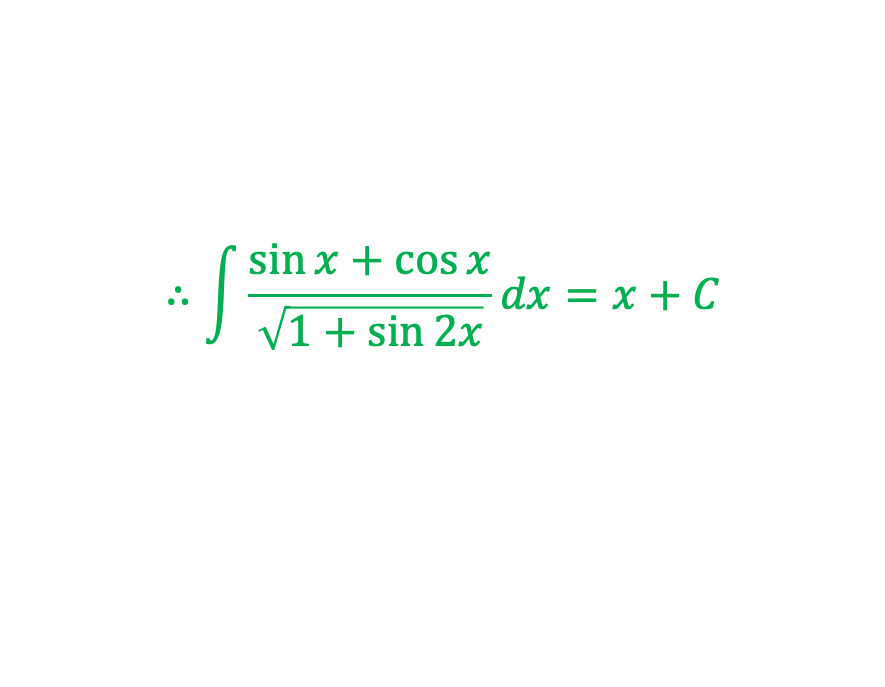 ∴ ∫ (sin x + cos x)/√(1 + sin 2x) dx = x + C